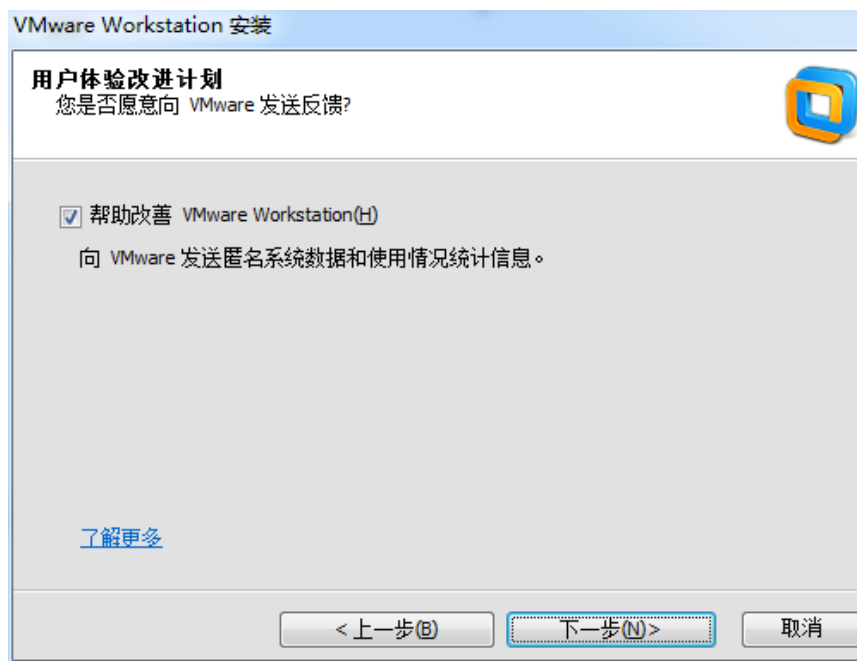 VMware Workstation 安装
用户体验改进计划
您是否愿意向 VMware 发送反馈?
帮助改善 VMware Workstation(H)
向 VMware 发送匿名系统数据和使用情况统计信息。
了解更多
< 上一步(B)
下一步(N)>
取消